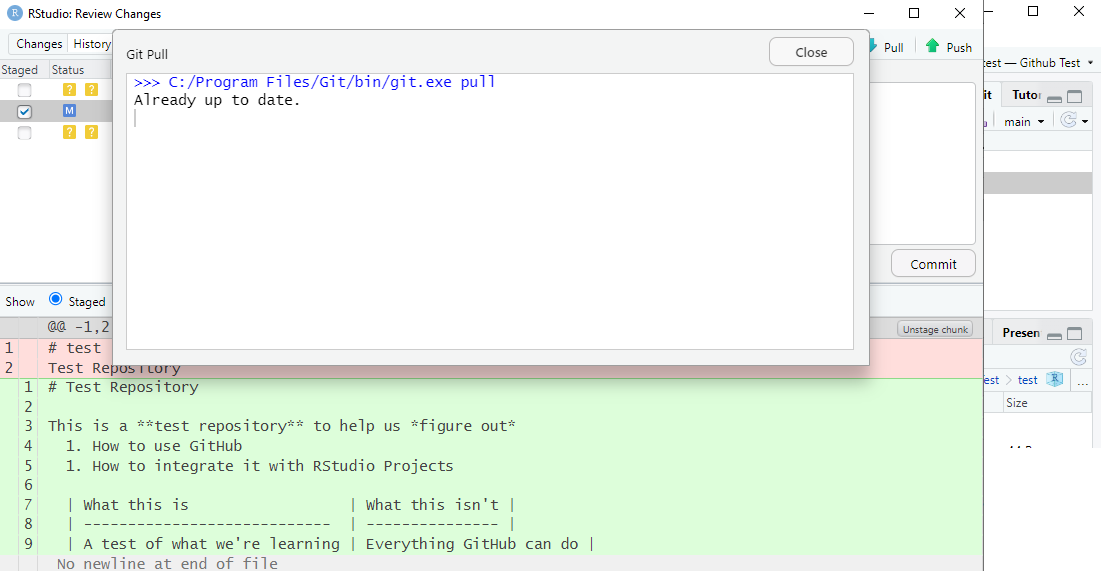 R RStudio: Review Changes
Changes History
Pull Push
Staged Status
? ?
M
? ?
Git Pull
Close
>>> C:/Program Files/Git/bin/git.exe pull
Already up to date.
Commit
Show Staged
@@ -1,2
Unstage chunk
1 # test
2 Test Repository
1 # Test Repository
2
3 This is a **test repository** to help us *figure out*
4 1. How to use GitHub
5 1. How to integrate it with RStudio Projects
6
7 | What this is | What this isn't |
8 | ---------------------------- | --------------- |
9 | A test of what we're learning | Everything GitHub can do |
No newline at end of file
test — Github Test
it Tutor
main
Presen
test R ...
Size